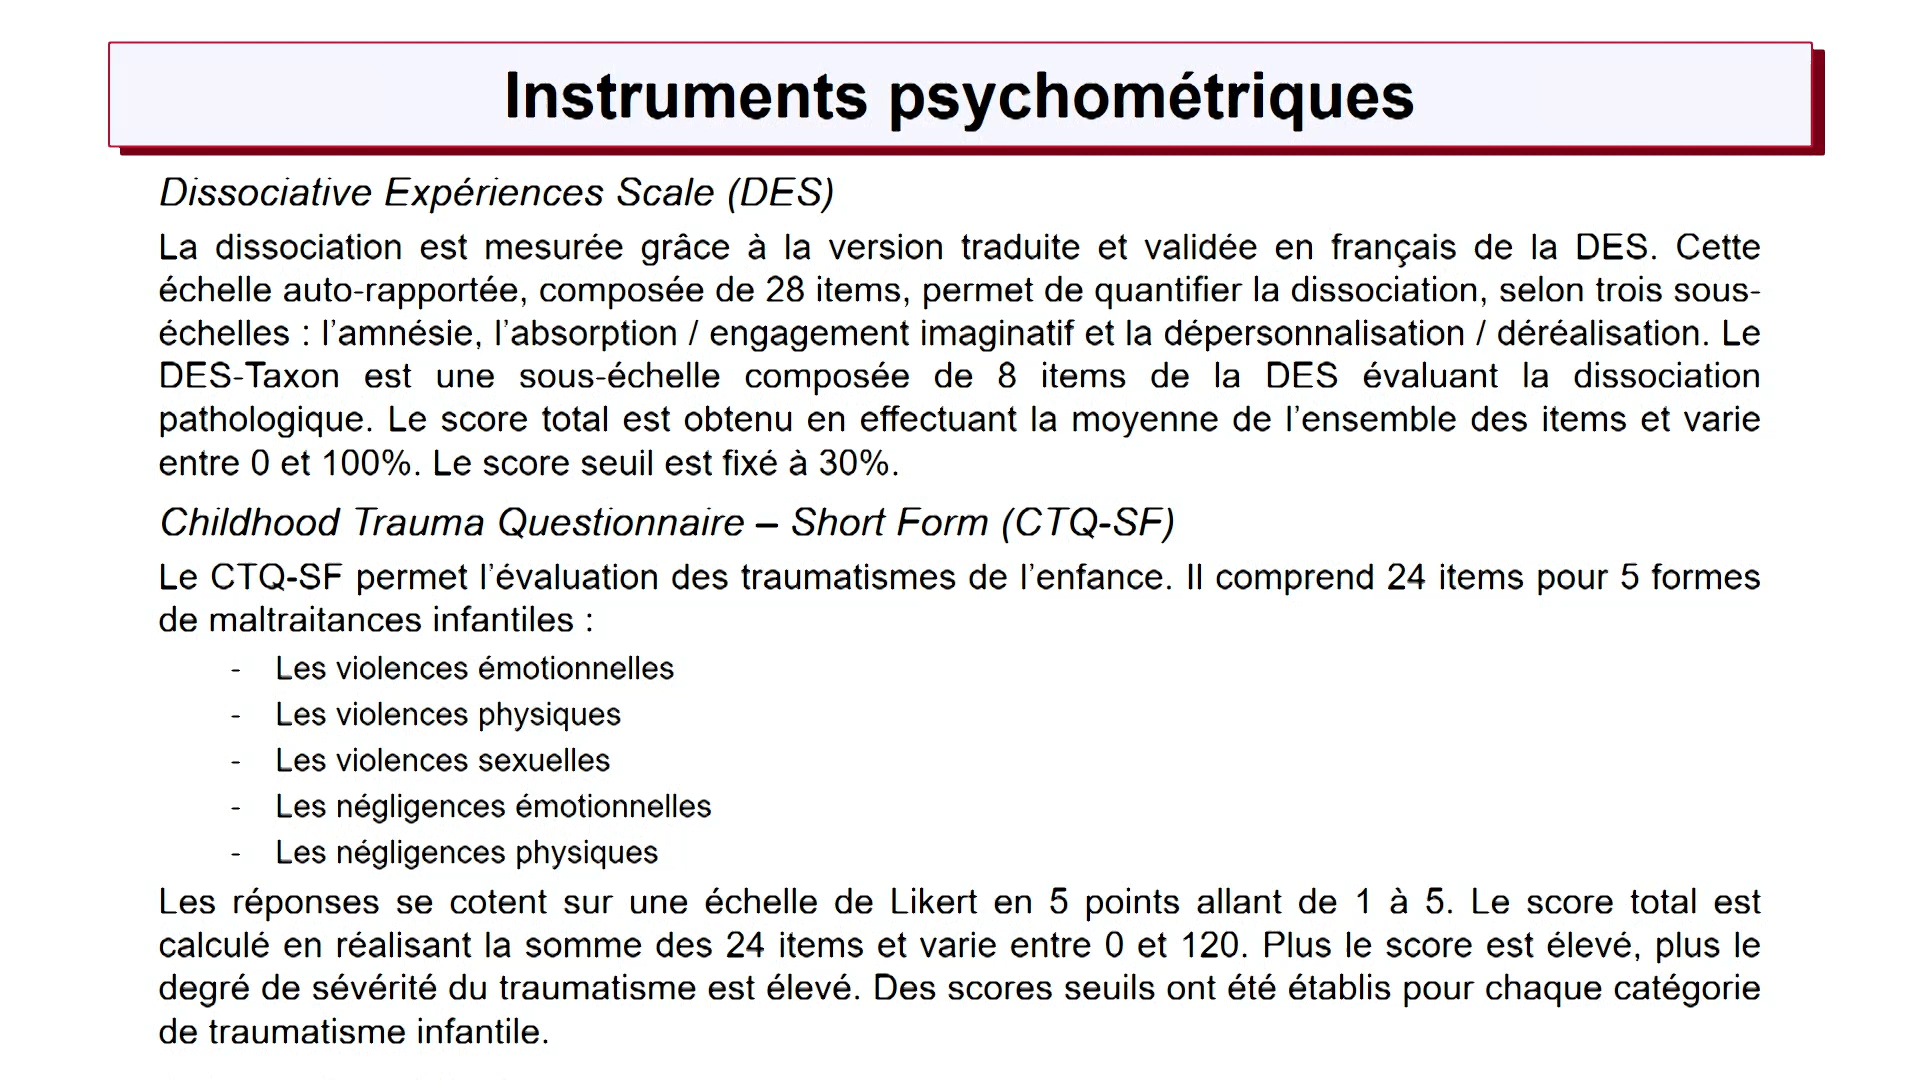 Instruments psychométriques
Dissociative Expériences Scale (DES)
La dissociation est mesurée grâce à la version traduite et validée en français de la DES. Cette
échelle auto-rapportée, composée de 28 items, permet de quantifier la dissociation, selon trois sous-
échelles : l’amnésie, l’absorption / engagement imaginatif et la dépersonnalisation / déréalisation. Le
DES-Taxon est une sous-échelle composée de 8 items de la DES évaluant la dissociation
pathologique. Le score total est obtenu en effectuant la moyenne de l’ensemble des items et varie
entre 0 et 100%. Le score seuil est fixé à 30%.
Childhood Trauma Questionnaire – Short Form (CTQ-SF)
Le CTQ-SF permet l’évaluation des traumatismes de l’enfance. Il comprend 24 items pour 5 formes
de maltraitances infantiles :
- Les violences émotionnelles
- Les violences physiques
- Les violences sexuelles
- Les négligences émotionnelles
- Les négligences physiques
Les réponses se cotent sur une échelle de Likert en 5 points allant de 1 à 5. Le score total est
calculé en réalisant la somme des 24 items et varie entre 0 et 120. Plus le score est élevé, plus le
degré de sévérité du traumatisme est élevé. Des scores seuils ont été établis pour chaque catégorie
de traumatisme infantile.